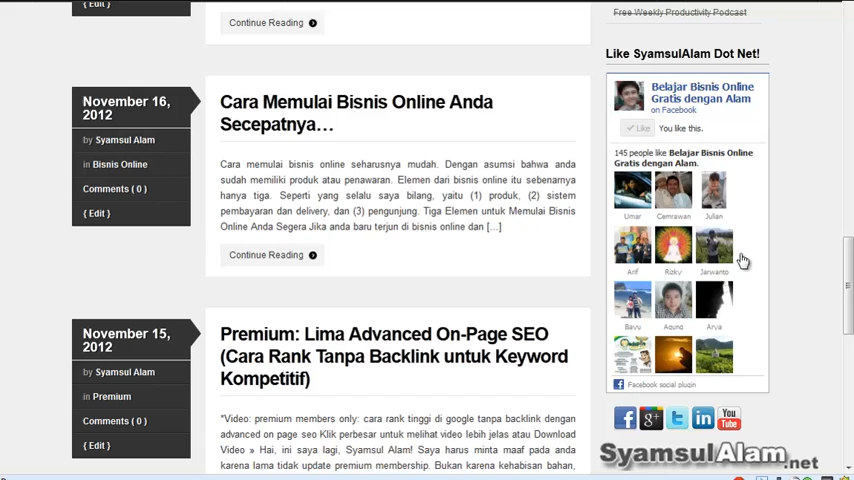 { Edit }
Continue Reading
November 16,
2012
by Syamsul Alam
in Bisnis Online
Comments ( 0 )
{ Edit }
Cara Memulai Bisnis Online Anda
Secepatnya…
Cara memulai bisnis online seharusnya mudah. Dengan asumsi bahwa anda
sudah memiliki produk atau penawaran. Elemen dari bisnis online itu sebenarnya
hanya tiga. Seperti yang selalu saya bilang, yaitu (1) produk, (2) sistem
pembayaran dan delivery, dan (3) pengunjung. Tiga Elemen untuk Memulai Bisnis
Online Anda Segera Jika anda baru terjun di bisnis online dan [...]
Continue Reading
November 15,
2012
by Syamsul Alam
in Premium
Comments ( 0 )
{ Edit }
Premium: Lima Advanced On-Page SEO
(Cara Rank Tanpa Backlink untuk Keyword
Kompetitif)
*Video: premium members only: cara rank tinggi di google tanpa backlink dengan
advanced on page seo Klik perbesar untuk melihat video lebih jelas atau Download
Video » Hai, ini saya lagi, Syamsul Alam! Saya harus minta maaf pada anda
karena lama tidak update premium membership. Bukan karena kehabisan bahan,
Free Weekly Productivity Podcast
Like SyamsulAlam Dot Net!
Belajar Bisnis Online
Gratis dengan Alam
on Facebook
Like You like this.
145 people like Belajar Bisnis Online
Gratis dengan Alam.
Umar Cemrawan Julian
Arif Rizky Jarwanto
Bayu Agung Arya
Facebook social plugin
You
Tube
SyamsulAlam.net